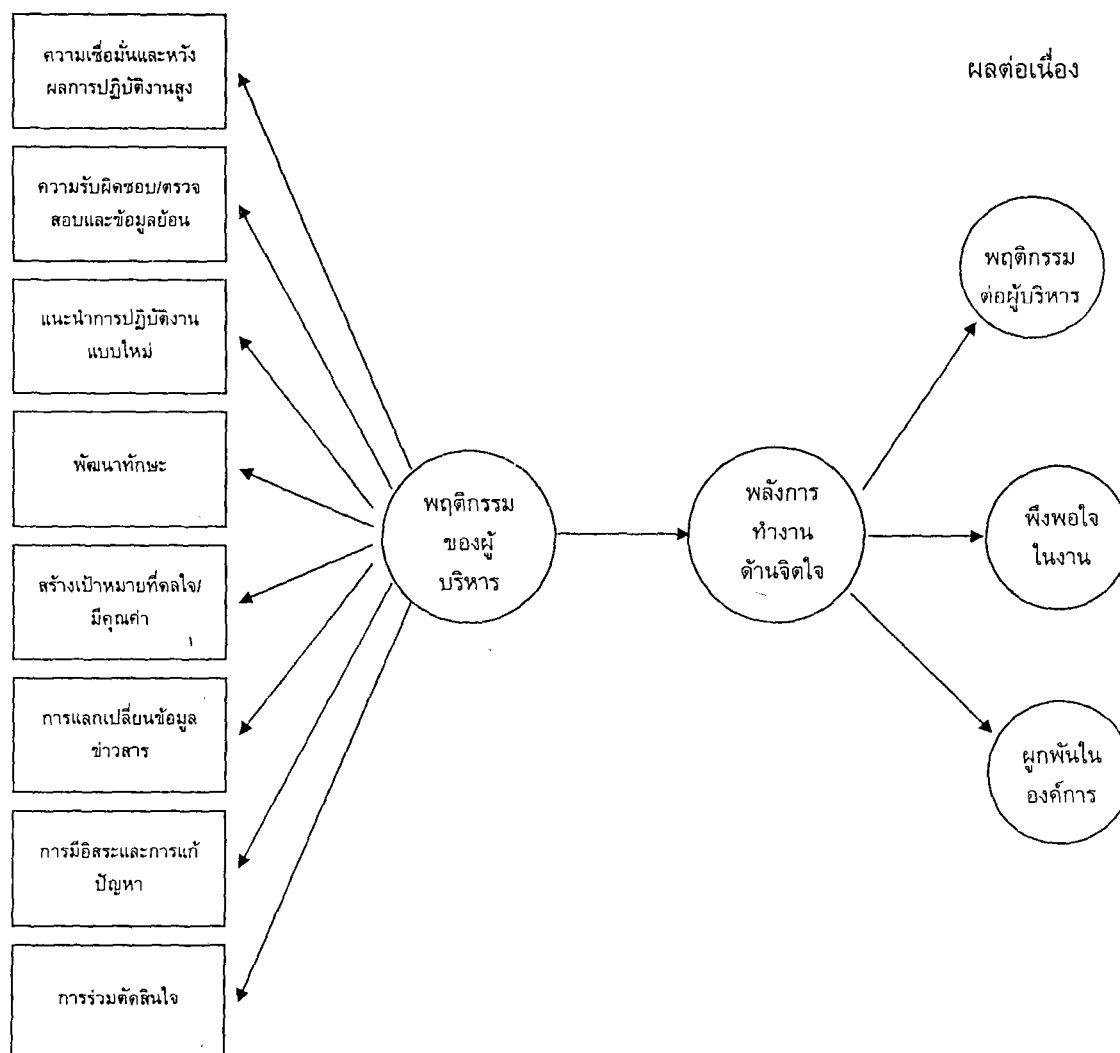 ความเชื่อมั่นและหวัง
ผลการปฏิบัติงานสูง
ผลต่อเนื่อง
ความรับผิดชอบ/ตรวจ
สอบและข้อมูลย้อน
แนะนำการปฏิบัติงาน
แบบใหม่
พัฒนาทักษะ
สร้างเป้าหมายที่ดลใจ/
มีคุณค่า
การแลกเปลี่ยนข้อมูล
ข่าวสาร
การมีอิสระและการแก้
ปัญหา
การร่วมตัดสินใจ
พฤติกรรม
ของผู้
บริหาร
พลังการ
ทำงาน
ด้านจิตใจ
พฤติกรรม
ต่อผู้บริหาร
พึงพอใจ
ในงาน
ผูกพันใน
องค์การ